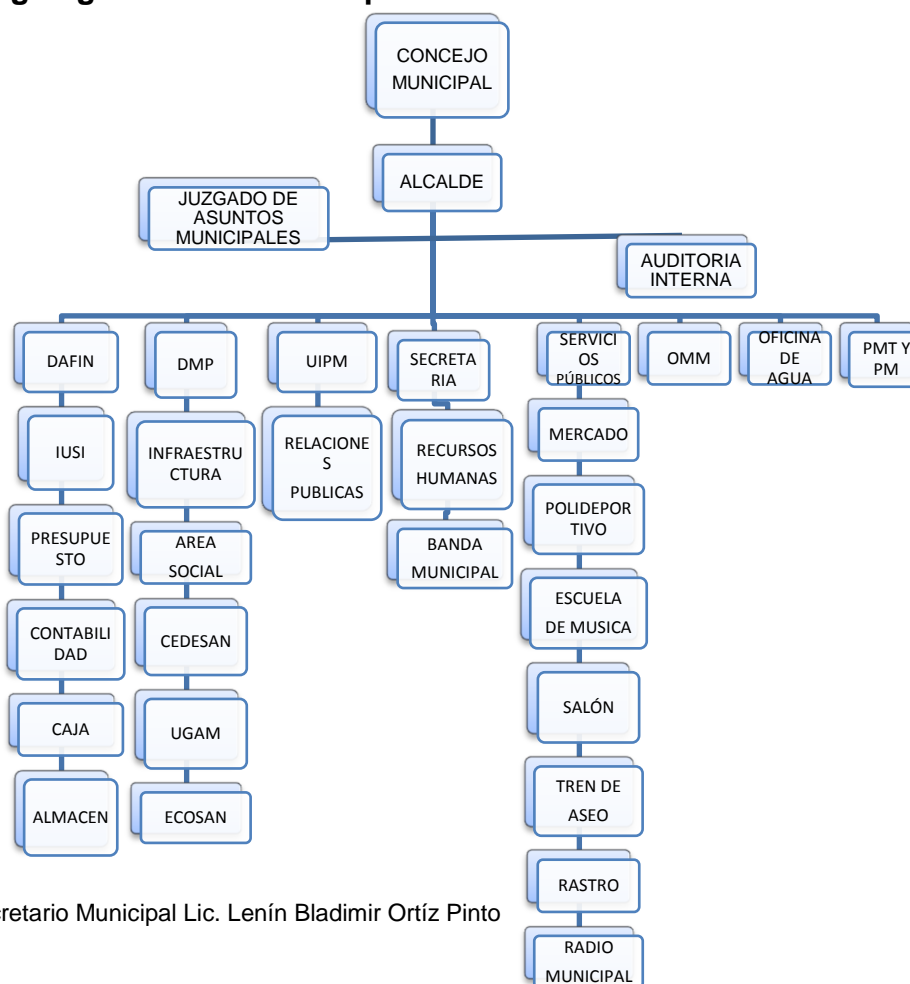 CONCEJO
MUNICIPAL
ALCALDE
JUZGADO DE
ASUNTOS
MUNICIPALES
AUDITORIA
INTERNA
DAFIN
DMP
UIPM
SECRETA
RIA
SERVICI
OS
PÚBLICOS
OMM
OFICINA
DE
AGUA
PMT Y
PM
IUSI
PRESUPUE
STO
CONTABILI
DAD
CAJA
ALMACEN
INFRAESTRU
CTURA
AREA
SOCIAL
CEDESAN
UGAM
ECOSAN
RELACIONE
S
PUBLICAS
RECURSOS
HUMANAS
BANDA
MUNICIPAL
MERCADO
POLIDEPOR
TIVO
ESCUELA
DE MUSICA
SALÓN
TREN DE
ASEO
RASTRO
RADIO
MUNICIPAL
cretario Municipal Lic. Lenín Bladimir Ortíz Pinto